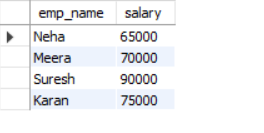 emp_name salary
Neha 65000
Meera 70000
Suresh 90000
Karan 75000